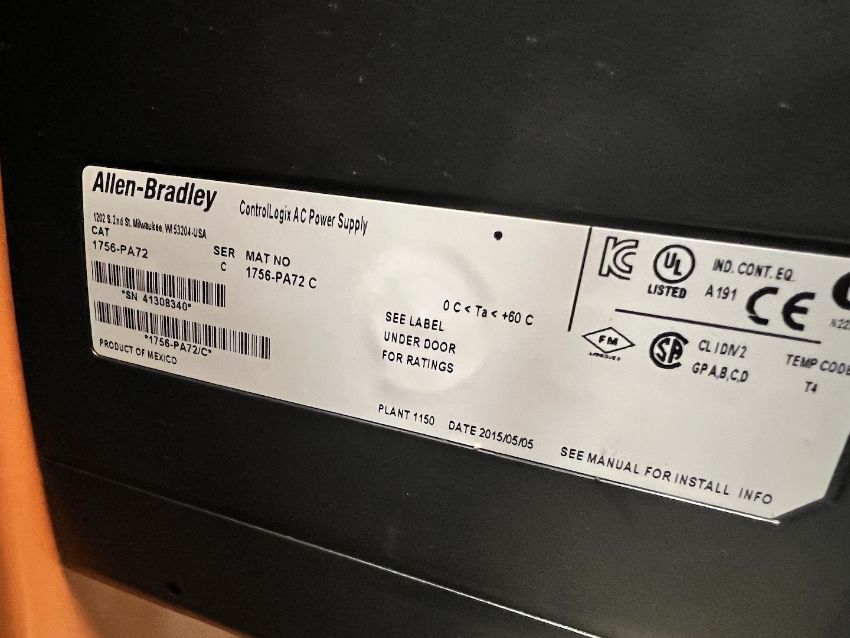 Allen-Bradley
ControlLogix AC Power Supply
1202 S. 2nd St. Milwaukee, WI 53204-USA
CAT
1756-PA72
SER
C
MAT NO
1756-PA72 C
*SN 41308340*
*1756-PA72/C*
PRODUCT OF MEXICO
0 C < Ta < +60 C
SEE LABEL
UNDER DOOR
FOR RATINGS
PLANT 1150 DATE 2015/05/05
KC
UL
LISTED
IND. CONT. EQ.
A191
CE
FM
APPROVED
SA
CL I DIV 2
GP A,B,C,D
TEMP CODE
T4
SEE MANUAL FOR INSTALL INFO